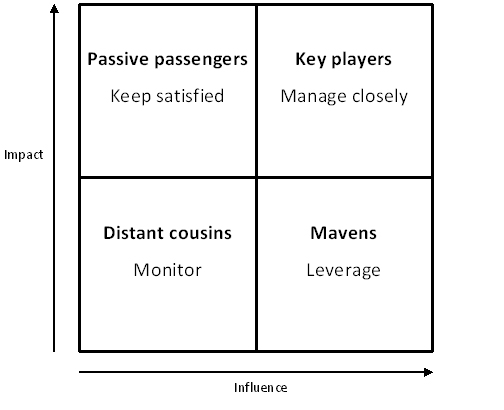 Passive passengers
Keep satisfied
Key players
Manage closely
Impact
Distant cousins
Monitor
Mavens
Leverage
Influence